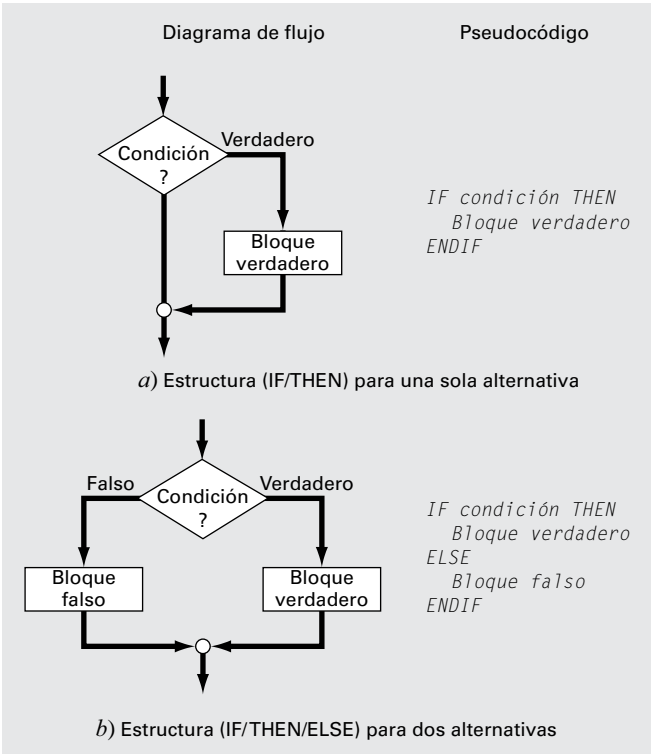 Diagrama de flujo
Pseudocódigo
Condición
?
Verdadero
Bloque
verdadero
IF condición THEN
Bloque verdadero
ENDIF
a) Estructura (IF/THEN) para una sola alternativa
Falso
Condición
?
Verdadero
Bloque
falso
Bloque
verdadero
IF condición THEN
Bloque verdadero
ELSE
Bloque falso
ENDIF
b) Estructura (IF/THEN/ELSE) para dos alternativas